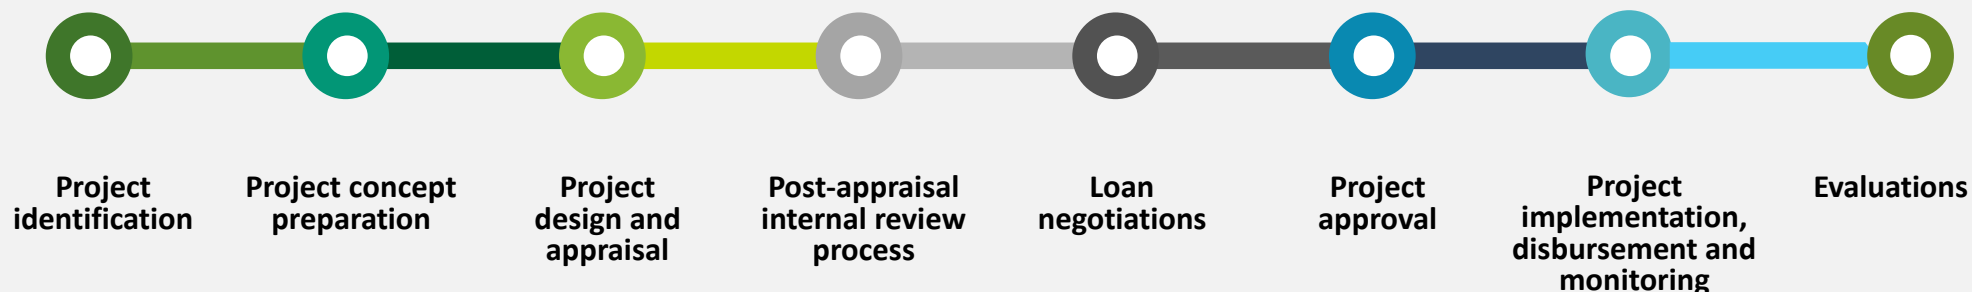 Project
identification
Project concept
preparation
Project
design and
appraisal
Post-appraisal
internal review
process
Loan
negotiations
Project
approval
Project
implementation,
disbursement and
monitoring
Evaluations